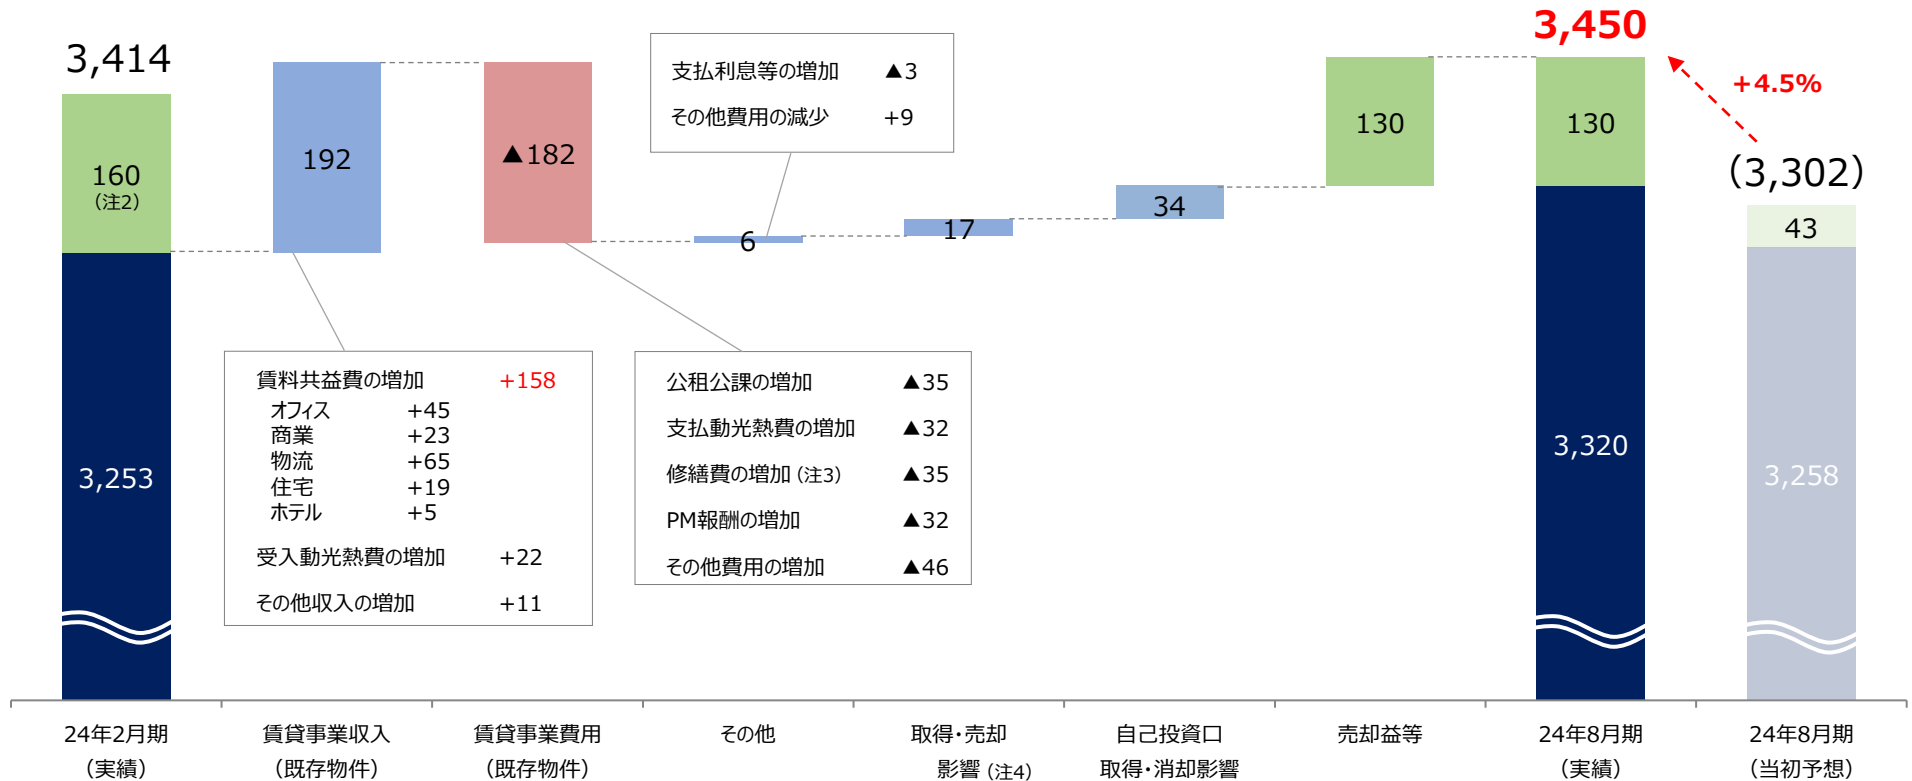 3,414
160
(注2)
3,253
192
▲182
支払利息等の増加 ▲3
その他費用の減少 +9
6
17
34
130
3,450
130
3,320
+4.5%
(3,302)
43
3,258
賃料共益費の増加 +158
オフィス +45
商業 +23
物流 +65
住宅 +19
ホテル +5
受入動光熱費の増加 +22
その他収入の増加 +11
公租公課の増加 ▲35
支払動光熱費の増加 ▲32
修繕費の増加 (注3) ▲35
PM報酬の増加 ▲32
その他費用の増加 ▲46
24年2月期
(実績)
賃貸事業収入
(既存物件)
賃貸事業費用
(既存物件)
その他
取得・売却
影響 (注4)
自己投資口
取得・消却影響
売却益等
24年8月期
(実績)
24年8月期
(当初予想)